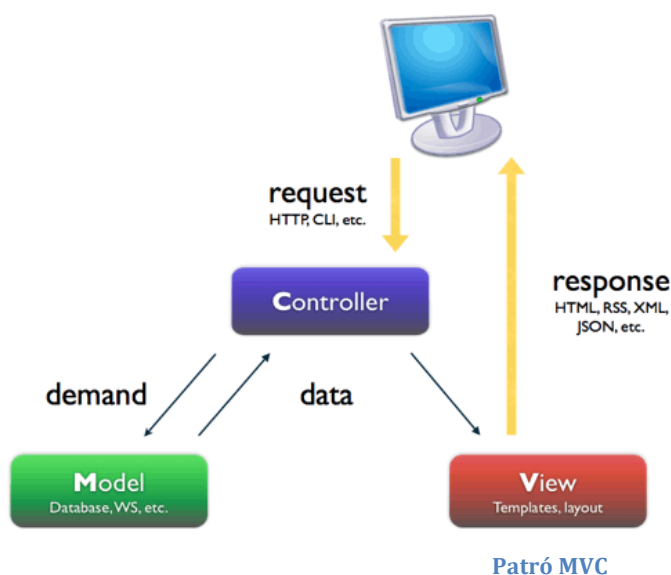 request
HTTP, CLI, etc.
Controller
response
HTML, RSS, XML,
JSON, etc.
demand
data
Model
Database, WS, etc.
View
Templates, layout
Patró MVC